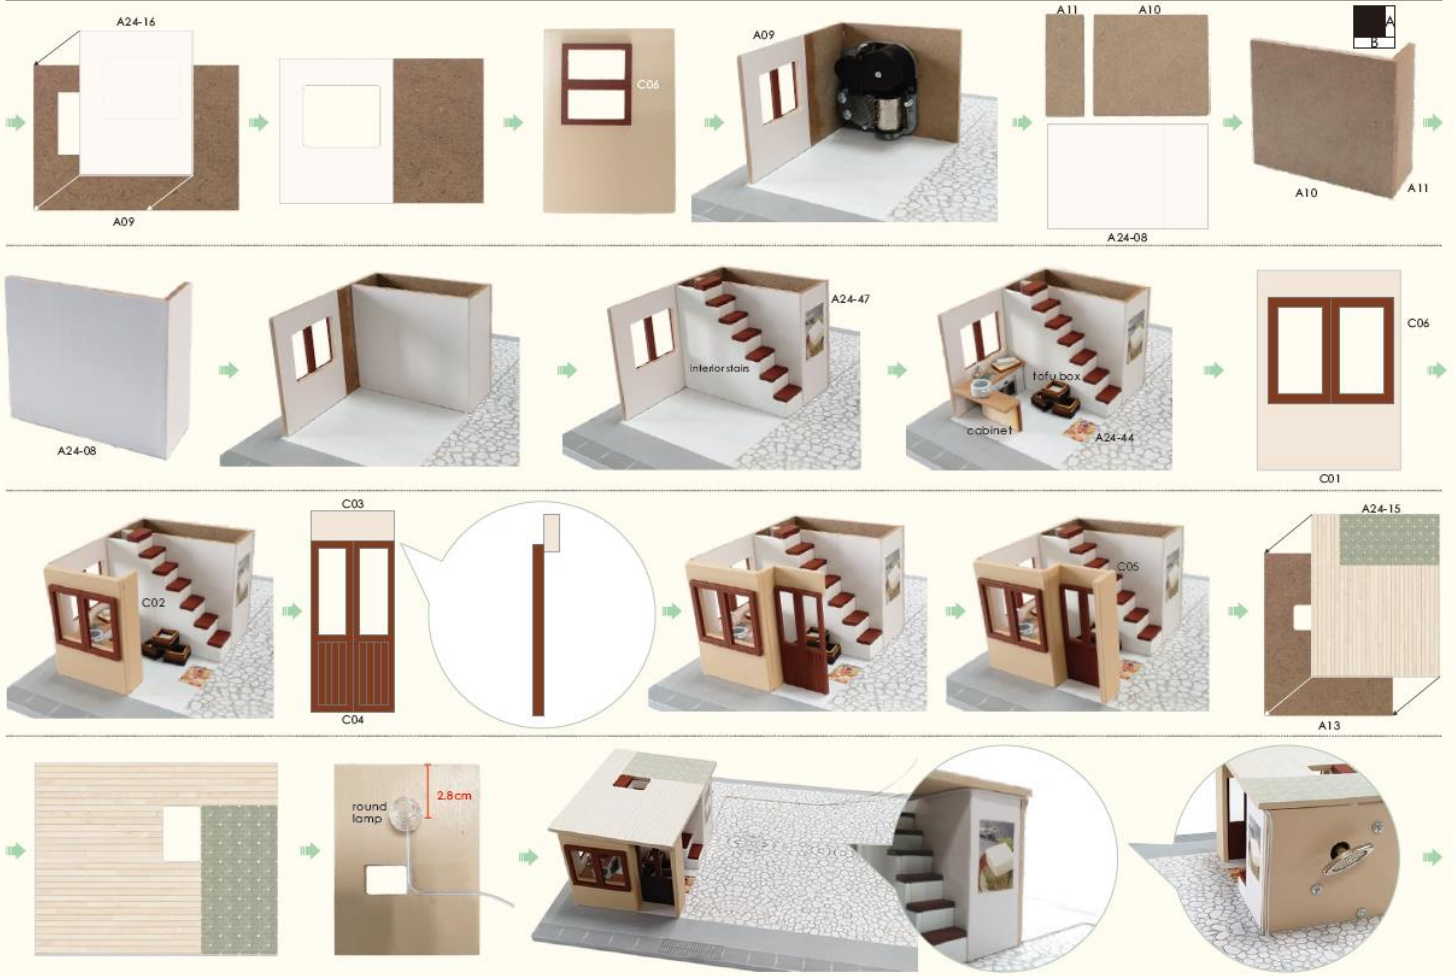 A24-16
A09
C06
A09
A11
A10
A24-08
A
B
A10
A11
A24-08
interior stairs
A24-47
tofu box
cabinet
A24-44
C06
C01
C02
C03
C04
C05
A24-15
A13
round
lamp
2.8cm